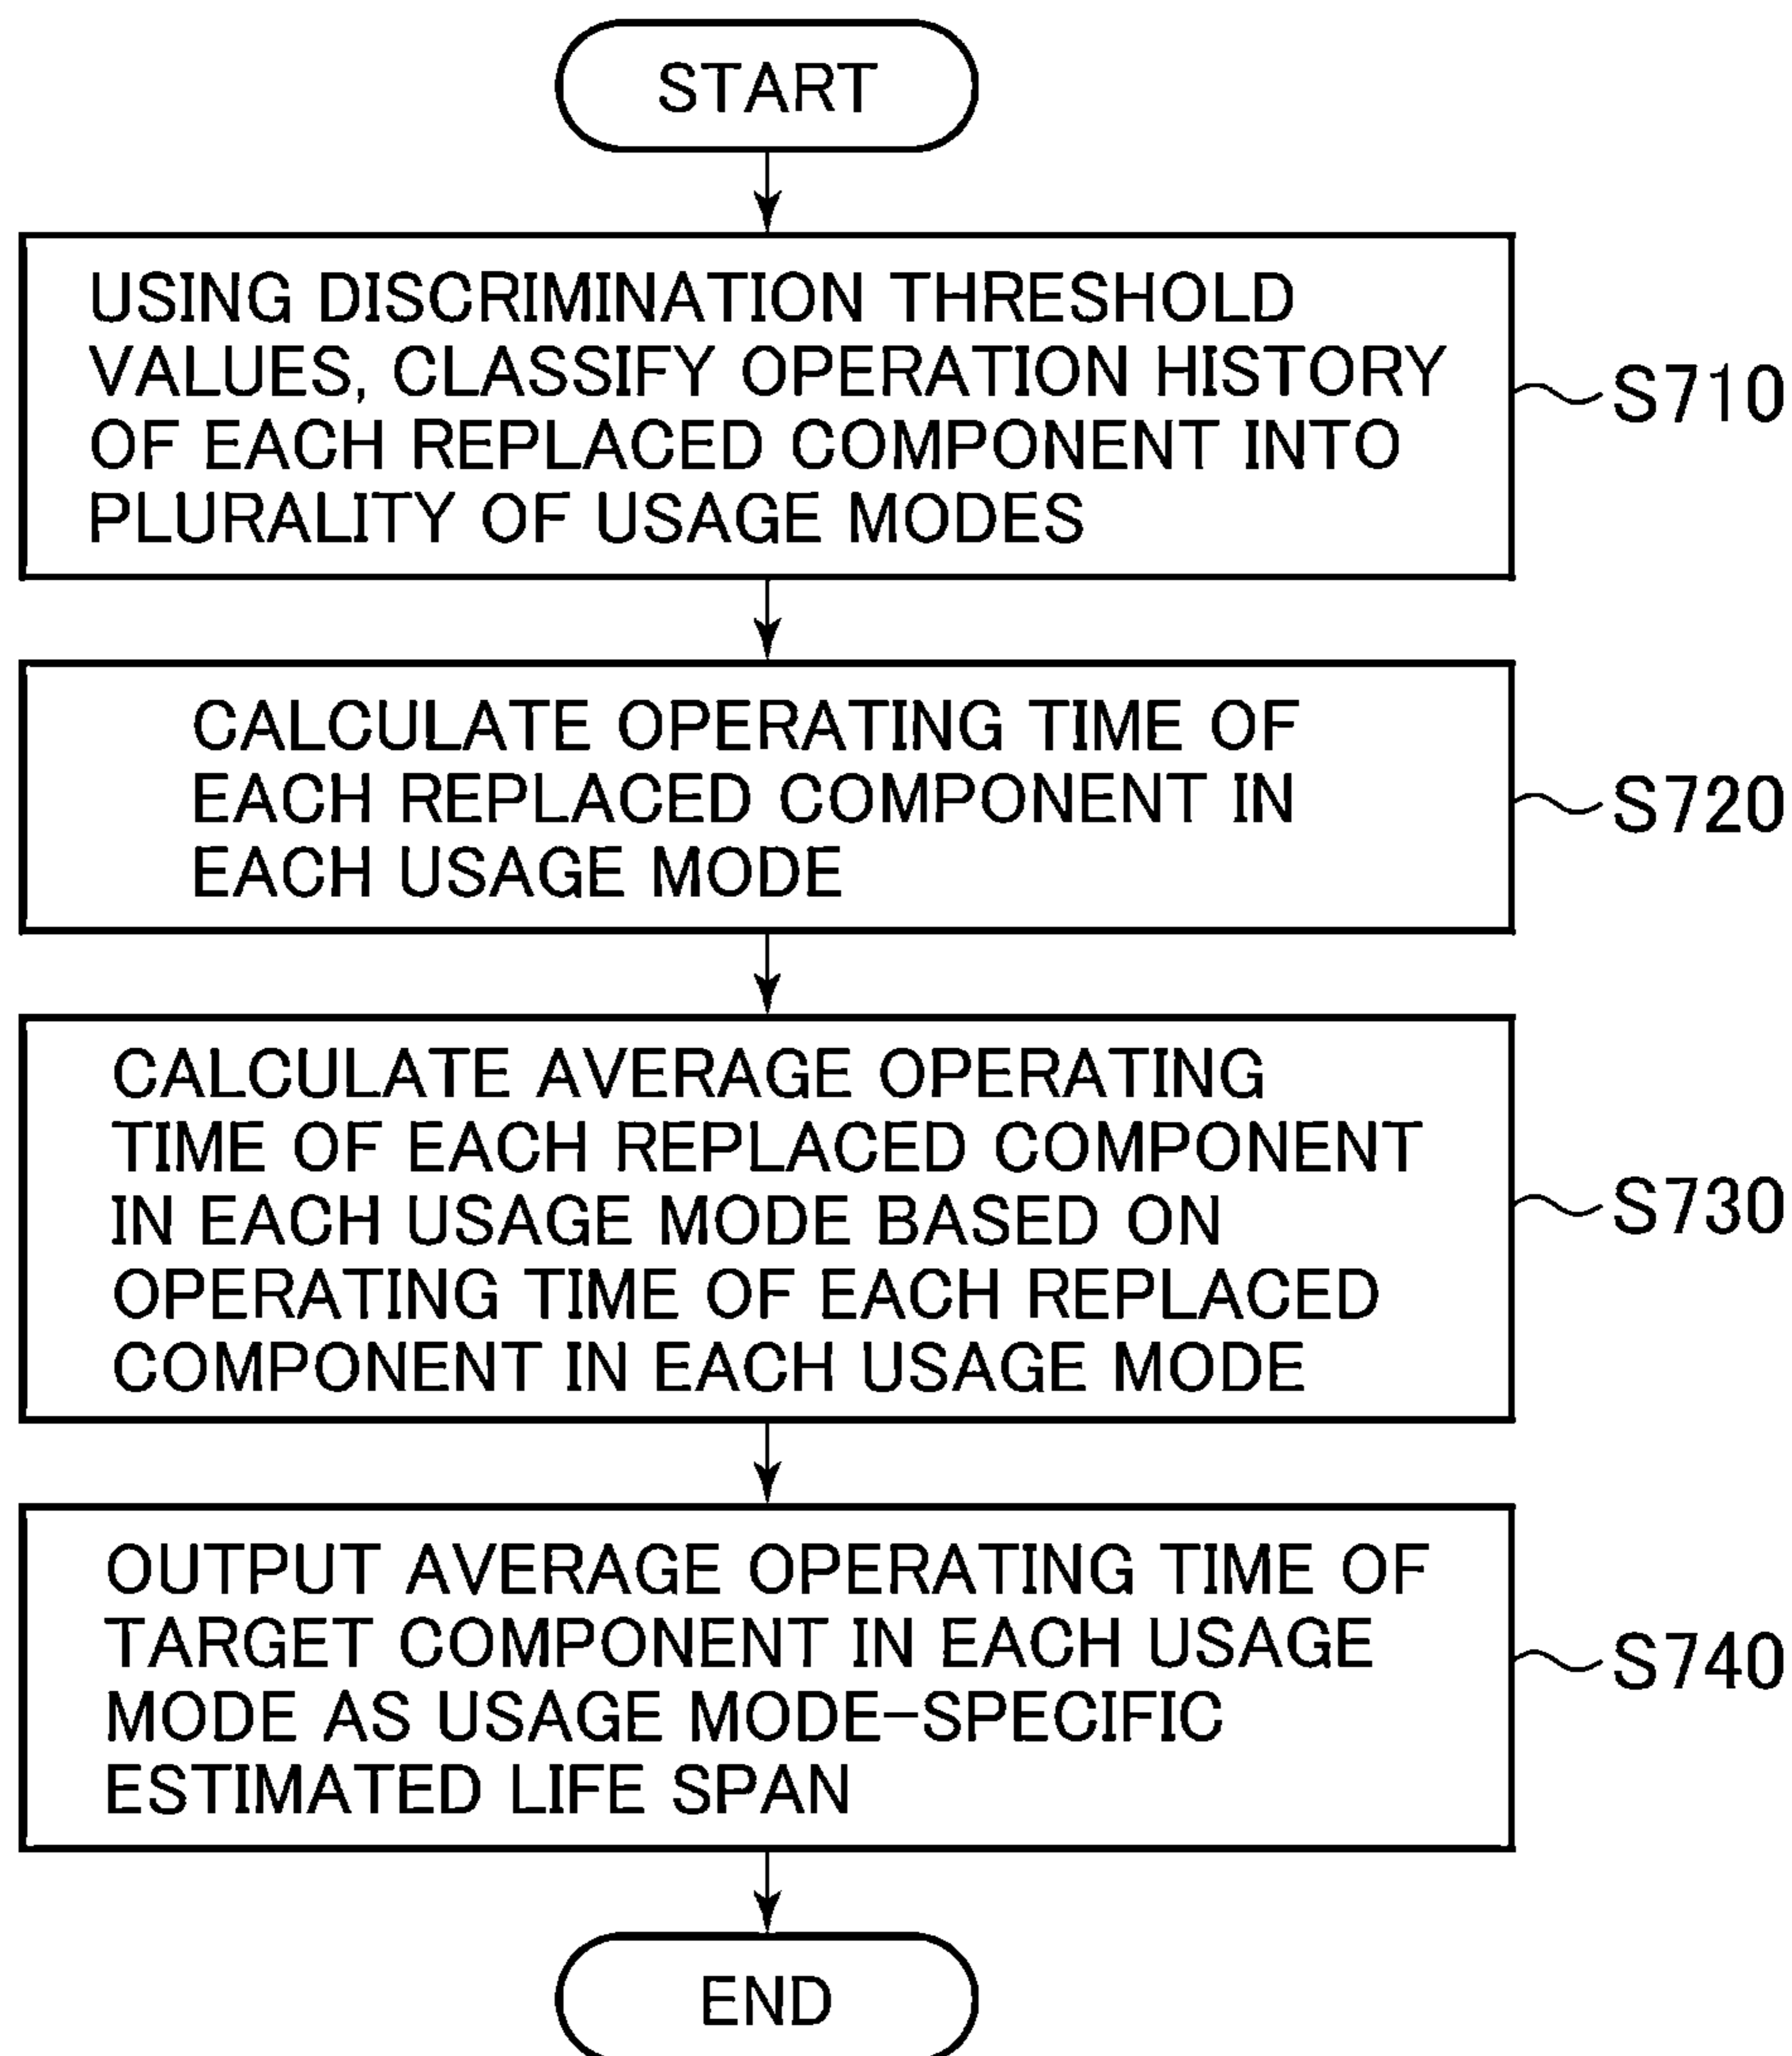 START
USING DISCRIMINATION THRESHOLD
VALUES, CLASSIFY OPERATION HISTORY
OF EACH REPLACED COMPONENT INTO
PLURALITY OF USAGE MODES
S710
CALCULATE OPERATING TIME OF
EACH REPLACED COMPONENT IN
EACH USAGE MODE
S720
CALCULATE AVERAGE OPERATING
TIME OF EACH REPLACED COMPONENT
IN EACH USAGE MODE BASED ON
OPERATING TIME OF EACH REPLACED
COMPONENT IN EACH USAGE MODE
S730
OUTPUT AVERAGE OPERATING TIME OF
TARGET COMPONENT IN EACH USAGE
MODE AS USAGE MODE-SPECIFIC
ESTIMATED LIFE SPAN
S740
END